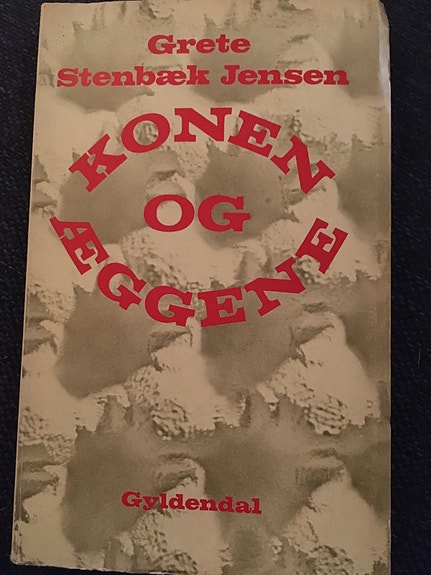 Grete
Stenbæk Jensen
KONEN
OG
ÆGGENE
Gyldendal